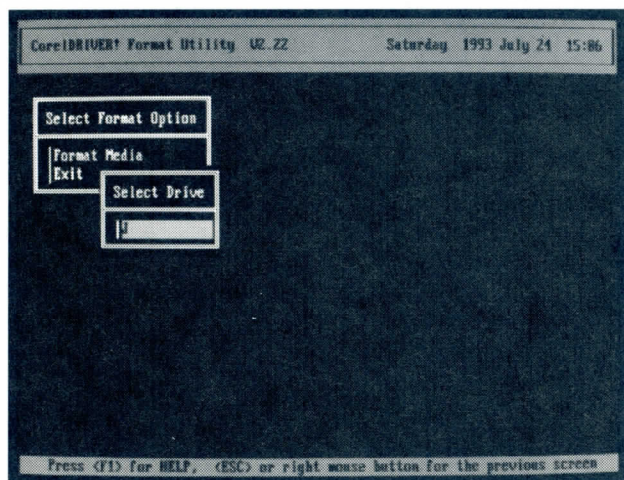 CorelDRIVER! Format Utility V2.22 Saturday 1993 July 24 15:06
Select Format Option
Format Media
Exit
Select Drive
Press <F1> for HELP, <ESC> or right mouse button for the previous screen